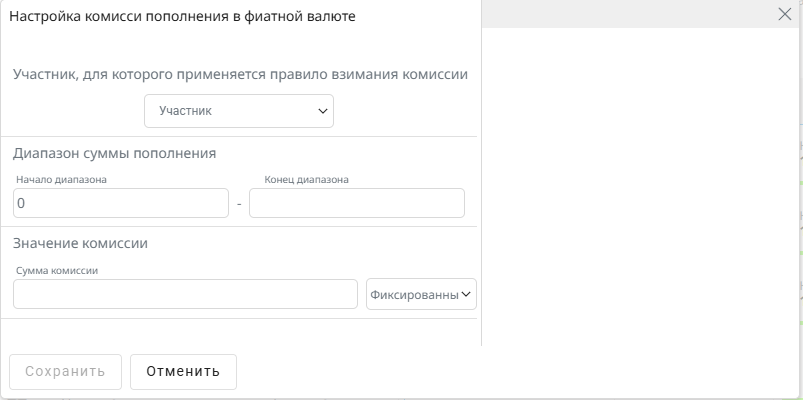 Настройка комисси пополнения в фиатной валюте
Участник, для которого применяется правило взимания комиссии
Участник
Диапазон суммы пополнения
Начало диапазона Конец диапазона
0 -
Значение комиссии
Сумма комиссии
Фиксированны
Сохранить Отменить